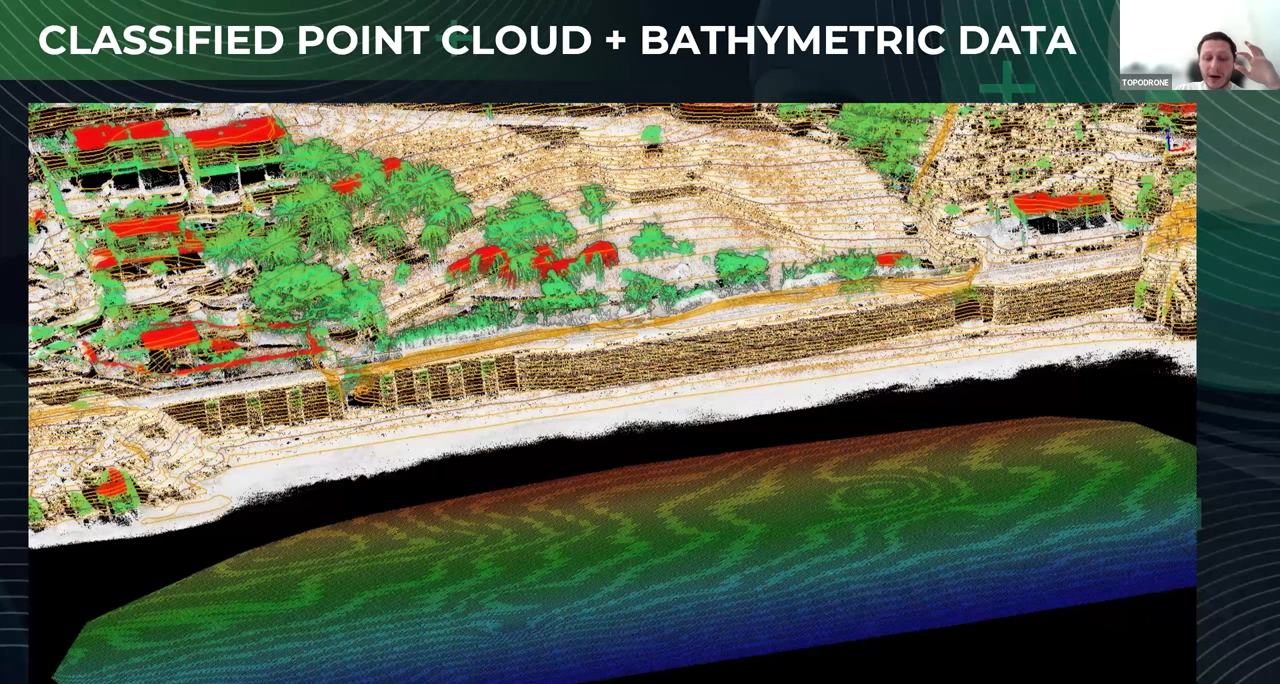 CLASSIFIED POINT CLOUD + BATHYMETRIC DATA
TOPODRONE